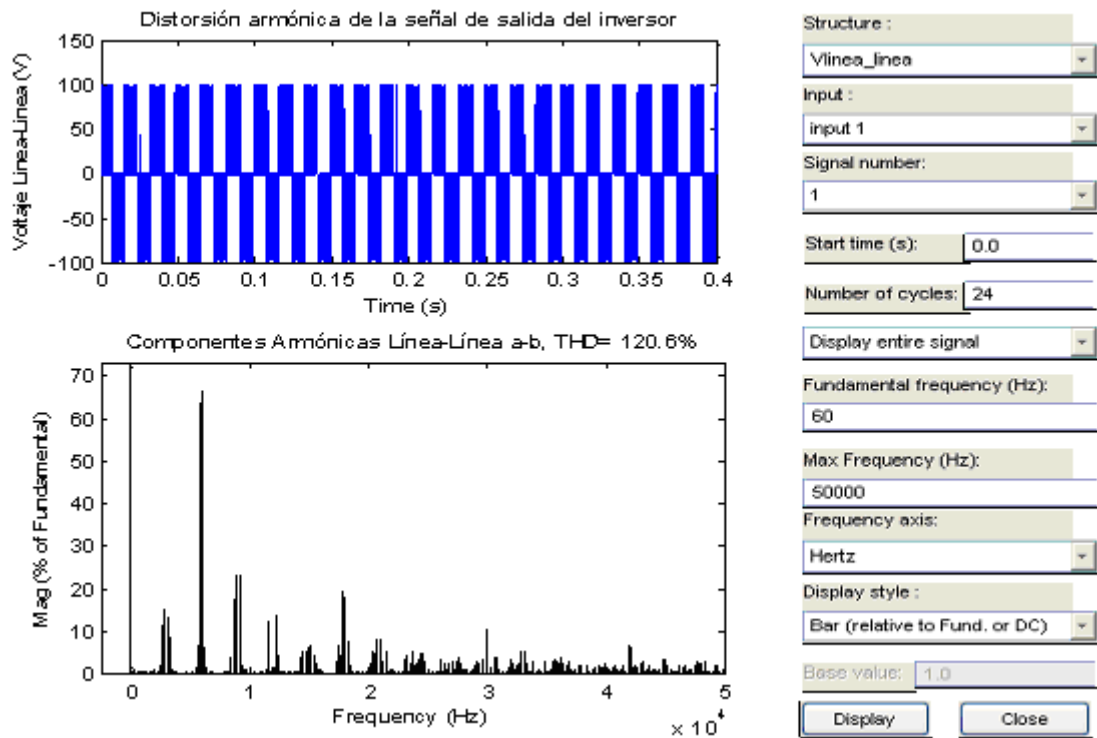 Distorsión armónica de la señal de salida del inversor
Voltaje Línea-Línea (V)
150
100
50
0
-50
-100
0
0.05
0.1
0.15
0.2
0.25
0.3
0.35
0.4
Time (s)
Componentes Armónicas Línea-Línea a-b, THD= 120.6%
Mag (% of Fundamental)
70
60
50
40
30
20
10
0
0
1
2
3
4
5
Frequency (Hz)
× 10⁴
Structure :
Vlinea_linea
Input :
input 1
Signal number:
1
Start time (s):
0.0
Number of cycles:
24
Display entire signal
Fundamental frequency (Hz):
60
Max Frequency (Hz):
50000
Frequency axis:
Hertz
Display style :
Bar (relative to Fund. or DC)
Base value:
1.0
Display
Close